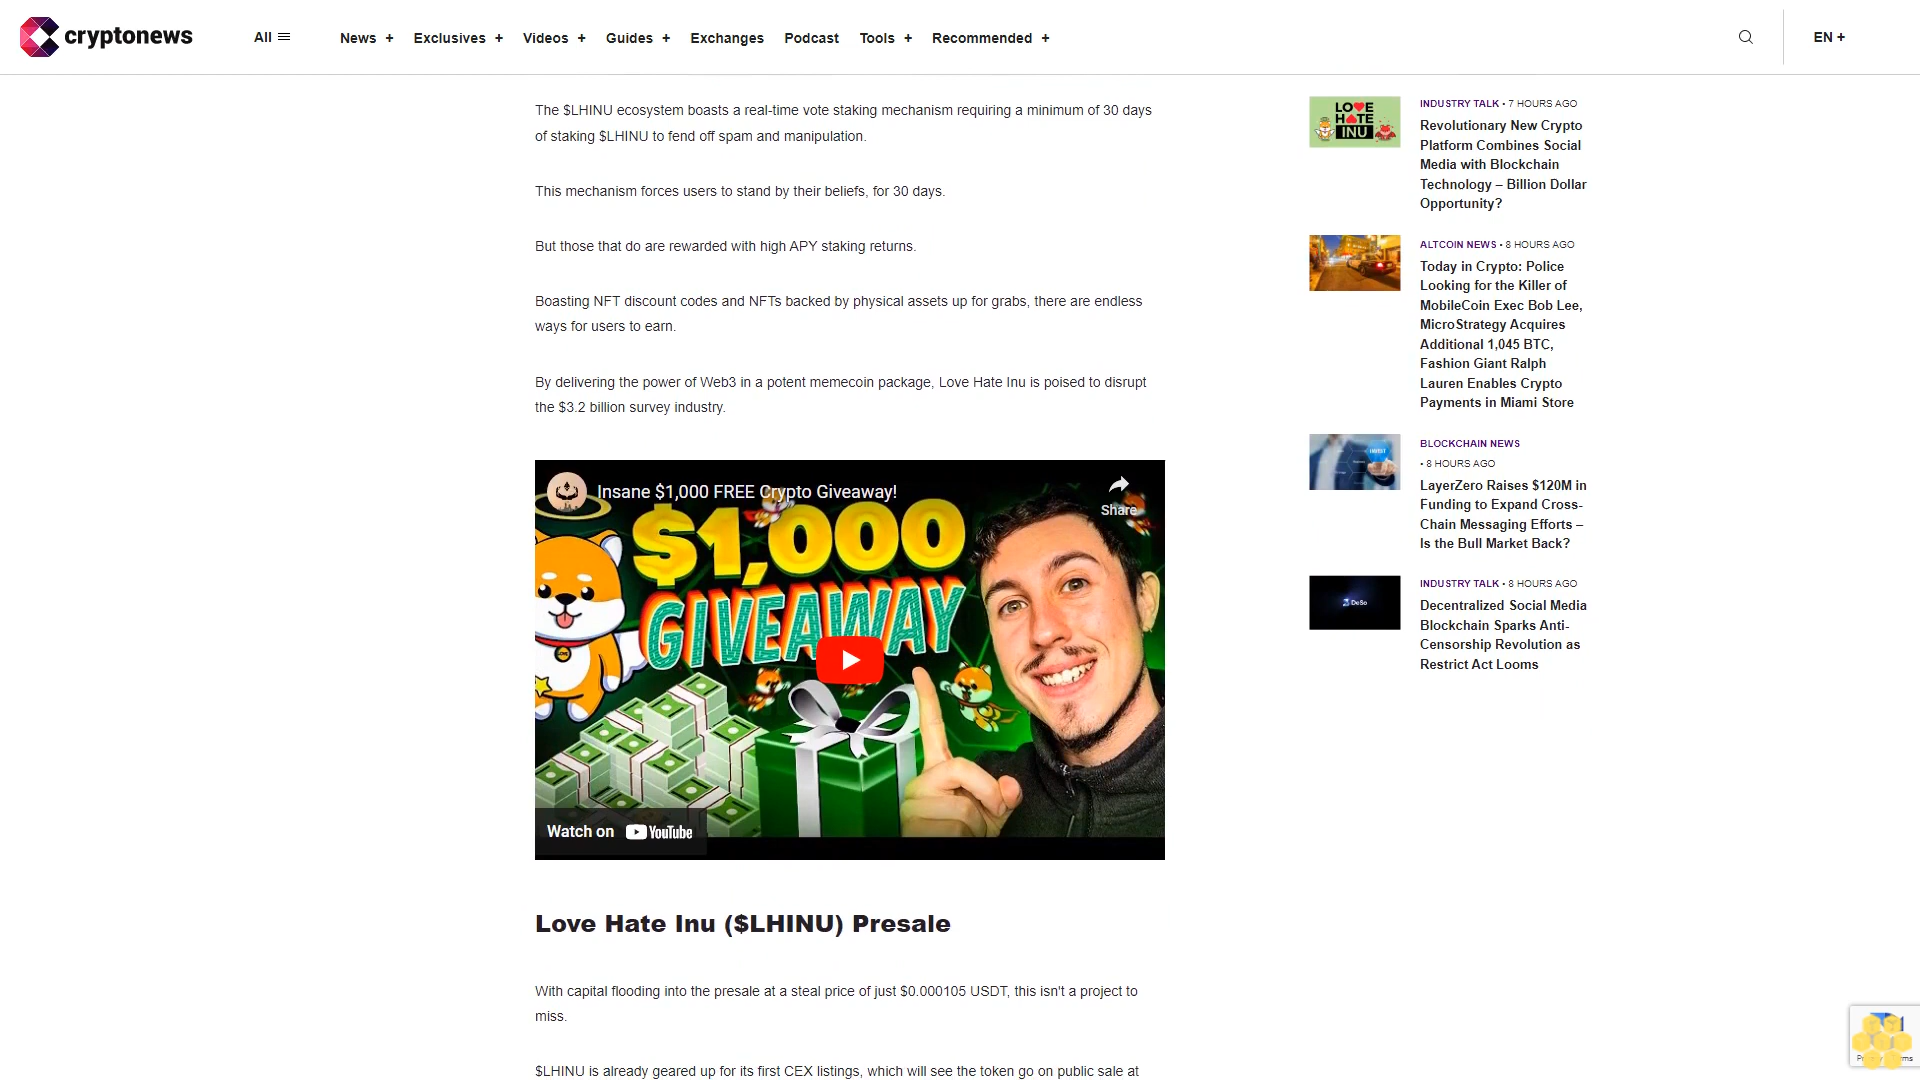 cryptonews
All
News +
Exclusives +
Videos +
Guides +
Exchanges
Podcast
Tools +
Recommended +
EN +
The $LHINU ecosystem boasts a real-time vote staking mechanism requiring a minimum of 30 days
of staking $LHINU to fend off spam and manipulation.
This mechanism forces users to stand by their beliefs, for 30 days.
But those that do are rewarded with high APY staking returns.
Boasting NFT discount codes and NFTs backed by physical assets up for grabs, there are endless
ways for users to earn.
By delivering the power of Web3 in a potent memecoin package, Love Hate Inu is poised to disrupt
the $3.2 billion survey industry.
Insane $1,000 FREE Crypto Giveaway!
Share
$1,000
GIVEAWAY
Watch on YouTube
Love Hate Inu ($LHINU) Presale
With capital flooding into the presale at a steal price of just $0.000105 USDT, this isn't a project to
miss.
$LHINU is already geared up for its first CEX listings, which will see the token go on public sale at
LOVE
HATE
INU
INDUSTRY TALK • 7 HOURS AGO
Revolutionary New Crypto
Platform Combines Social
Media with Blockchain
Technology – Billion Dollar
Opportunity?
ALTCOIN NEWS • 8 HOURS AGO
Today in Crypto: Police
Looking for the Killer of
MobileCoin Exec Bob Lee,
MicroStrategy Acquires
Additional 1,045 BTC,
Fashion Giant Ralph
Lauren Enables Crypto
Payments in Miami Store
INVEST
BLOCKCHAIN NEWS
• 8 HOURS AGO
LayerZero Raises $120M in
Funding to Expand Cross-
Chain Messaging Efforts –
Is the Bull Market Back?
DeSo
INDUSTRY TALK • 8 HOURS AGO
Decentralized Social Media
Blockchain Sparks Anti-
Censorship Revolution as
Restrict Act Looms